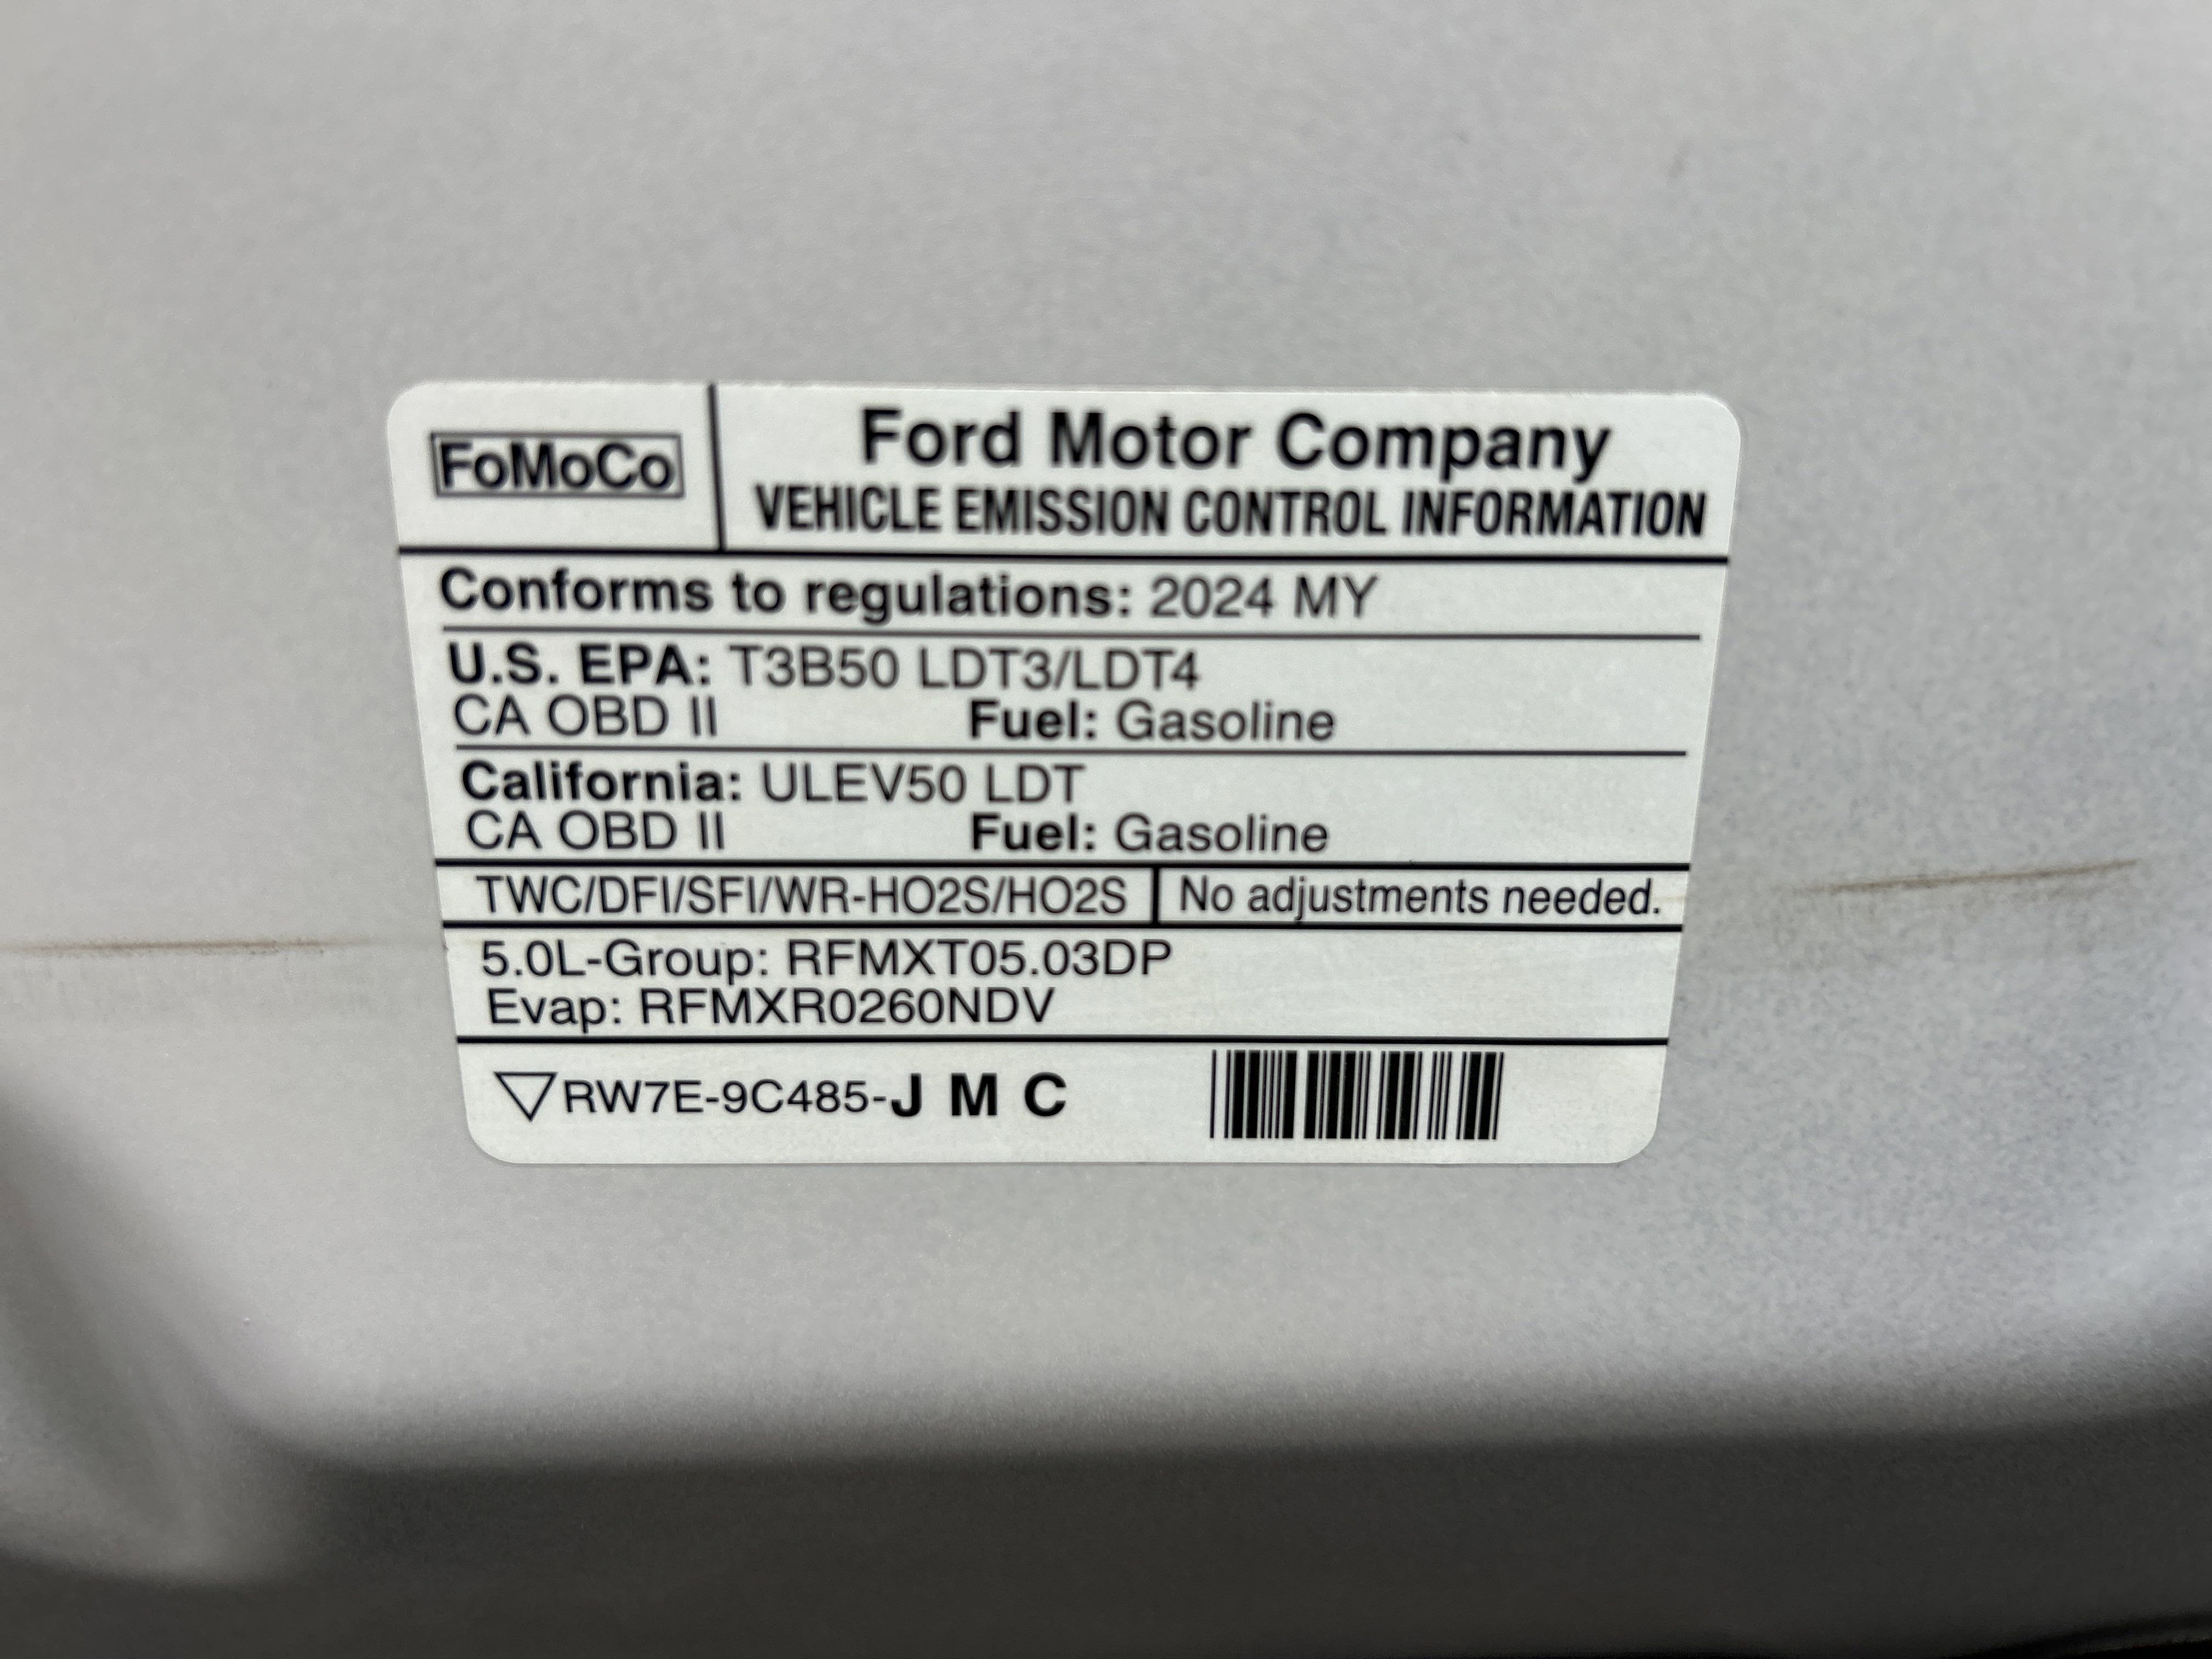 FoMoCo
Ford Motor Company
VEHICLE EMISSION CONTROL INFORMATION
Conforms to regulations: 2024 MY
U.S. EPA: T3B50 LDT3/LDT4
CA OBD II Fuel: Gasoline
California: ULEV50 LDT
CA OBD II Fuel: Gasoline
TWC/DFI/SFI/WR-HO2S/HO2S No adjustments needed.
5.0L-Group: RFMXT05.03DP
Evap: RFMXR0260NDV
RW7E-9C485-J M C